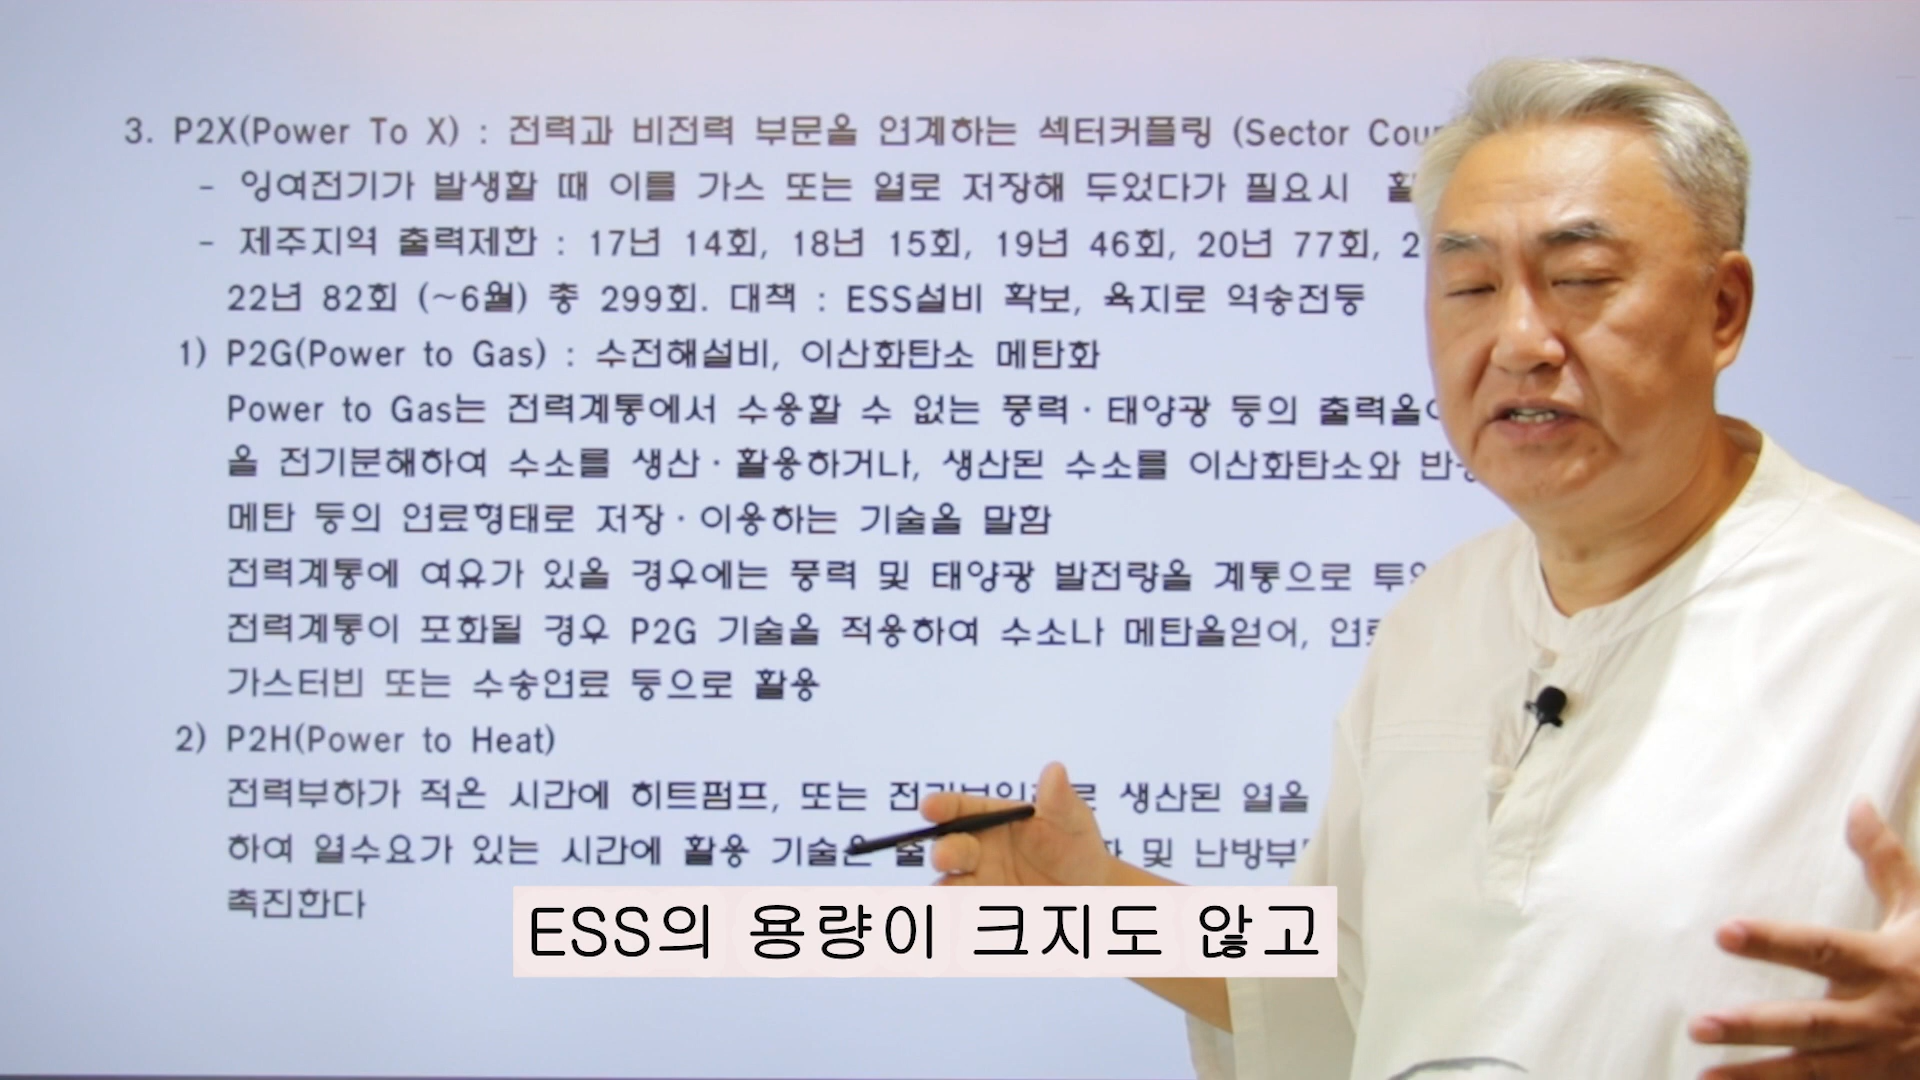 3. P2X(Power To X) : 전력과 비전력 부문을 연계하는 섹터커플링 (Sector
- 잉여전기가 발생할 때 이를 가스 또는 열로 저장해 두었다가 필요시
- 제주지역 출력제한 : 17년 14회, 18년 15회, 19년 46회, 20년 77회,
22년 82회 (~6월) 총 299회. 대책 : ESS설비 확보, 육지로 역송전등
1) P2G(Power to Gas) : 수전해설비, 이산화탄소 메탄화
Power to Gas는 전력계통에서 수용할 수 없는 풍력·태양광 등의
을 전기분해하여 수소를 생산·활용하거나, 생산된 수소를 이산화탄소와
메탄 등의 연료형태로 저장·이용하는 기술을 말함
전력계통에 여유가 있을 경우에는 풍력 및 태양광 발전량을 계통으로
전력계통이 포화될 경우 P2G 기술을 적용하여 수소나 메탄올얻어,
가스터빈 또는 수송연료 등으로 활용
2) P2H(Power to Heat)
전력부하가 적은 시간에 히트펌프, 또는 생산된 열을
하여 열수요가 있는 시간에 활용 기술은 및
촉진한다
ESS의 용량이 크지도 않고